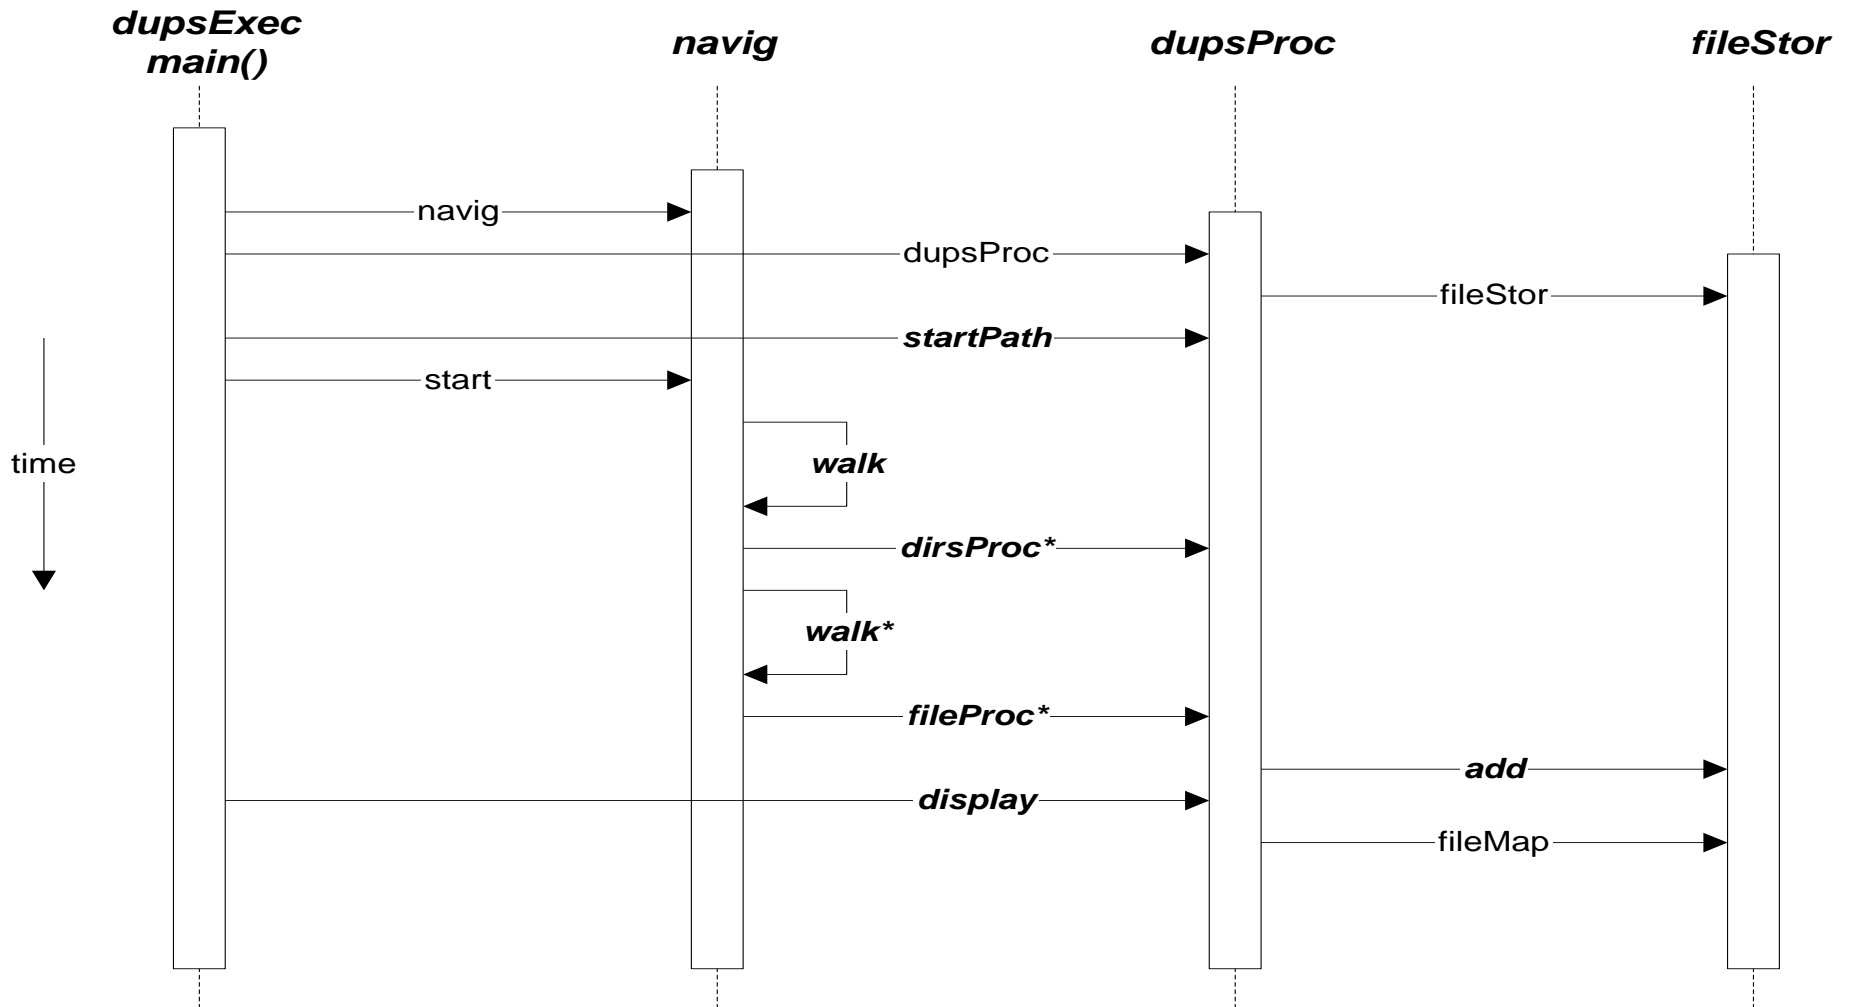 dupsExec
main()
navig
dupsProc
fileStor
navig
dupsProc
fileStor
startPath
start
time
walk
dirsProc*
walk*
fileProc*
add
display
fileMap